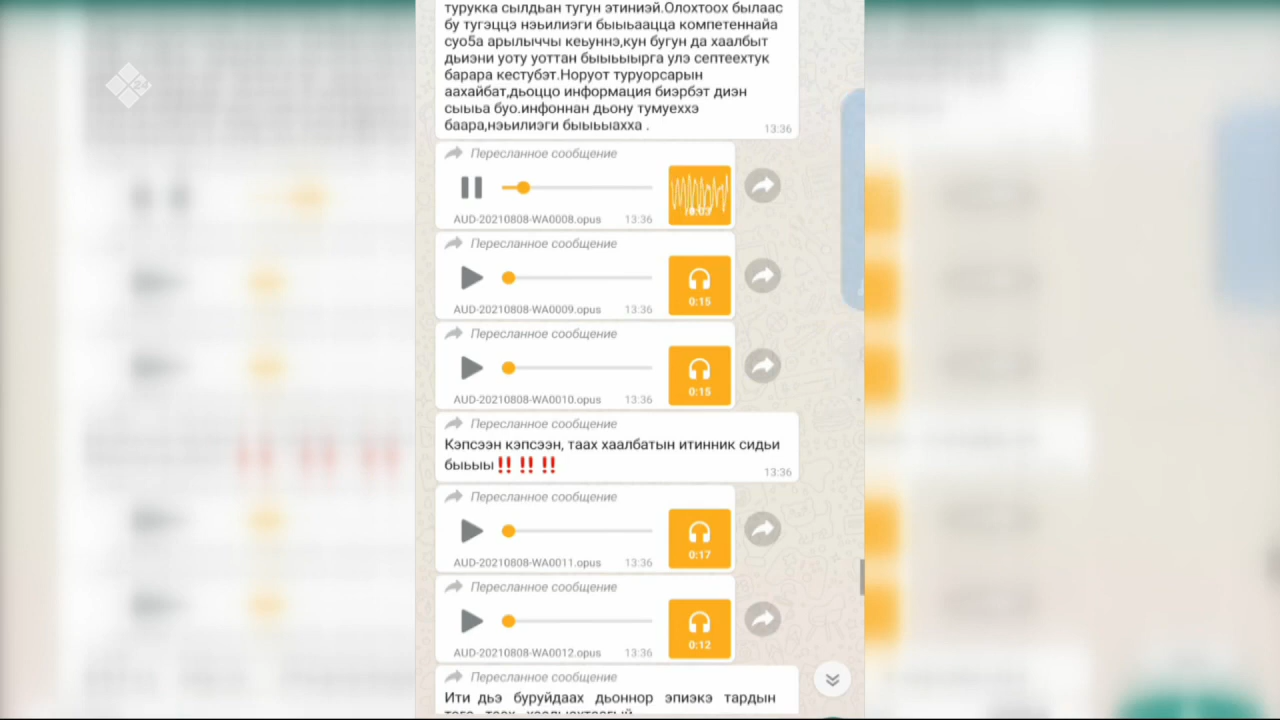 турукка сылдьан тугун этиниэй.Олохтоох былаас
бу тугэццэ нэьилиэги быыьаацца компетеннайа
суо5а арылыччы кеьуннэ,кун бугун да хаалбыт
дьиэни уоту уоттан быыьыырга улэ септеехтук
барара кестубэт.Норуот туруорсарын
аахайбат,дьоццо информация биэрбэт диэн
сыыьа буо.инфоннан дьону тумуеххэ
баара,нэьилиэги быыьыахха .
13:36
Пересланное сообщение
AUD-20210808-WA0008.opus 13:36
Пересланное сообщение
0:15
AUD-20210808-WA0009.opus 13:36
Пересланное сообщение
0:15
AUD-20210808-WA0010.opus 13:36
Пересланное сообщение
Кэпсээн кэпсээн, таах хаалбатын итинник сидьи
быьыы‼️ ‼️ ‼️
13:36
Пересланное сообщение
0:17
AUD-20210808-WA0011.opus 13:36
Пересланное сообщение
0:12
AUD-20210808-WA0012.opus 13:36
Пересланное сообщение
Ити дьэ буруйдаах дьоннор эпиэкэ тардын